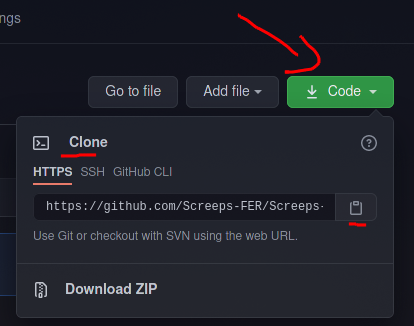 ngs
Go to file Add file Code
Clone
HTTPS SSH GitHub CLI
https://github.com/Screeps-FER/Screeps-
Use Git or checkout with SVN using the web URL.
Download ZIP